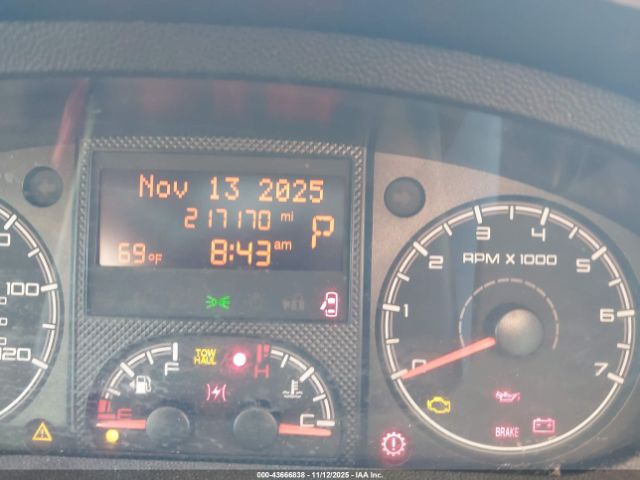 Nov 13 2025
217170 mi
P
69°F
8:43 am
100
120
F
E
TOW
HAUL
H
C
RPM X 1000
0
1
2
3
4
5
6
7
BRAKE
000-43666838 - 11/12/2025 - IAA Inc.